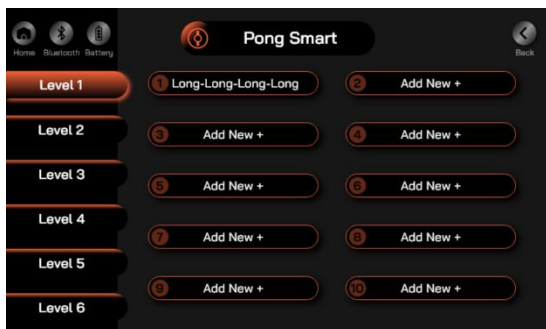 Pong Smart
Home Bluetooth Battery
Back
Level 1
Level 2
Level 3
Level 4
Level 5
Level 6
1 Long-Long-Long-Long
2 Add New +
3 Add New +
4 Add New +
5 Add New +
6 Add New +
7 Add New +
8 Add New +
9 Add New +
10 Add New +